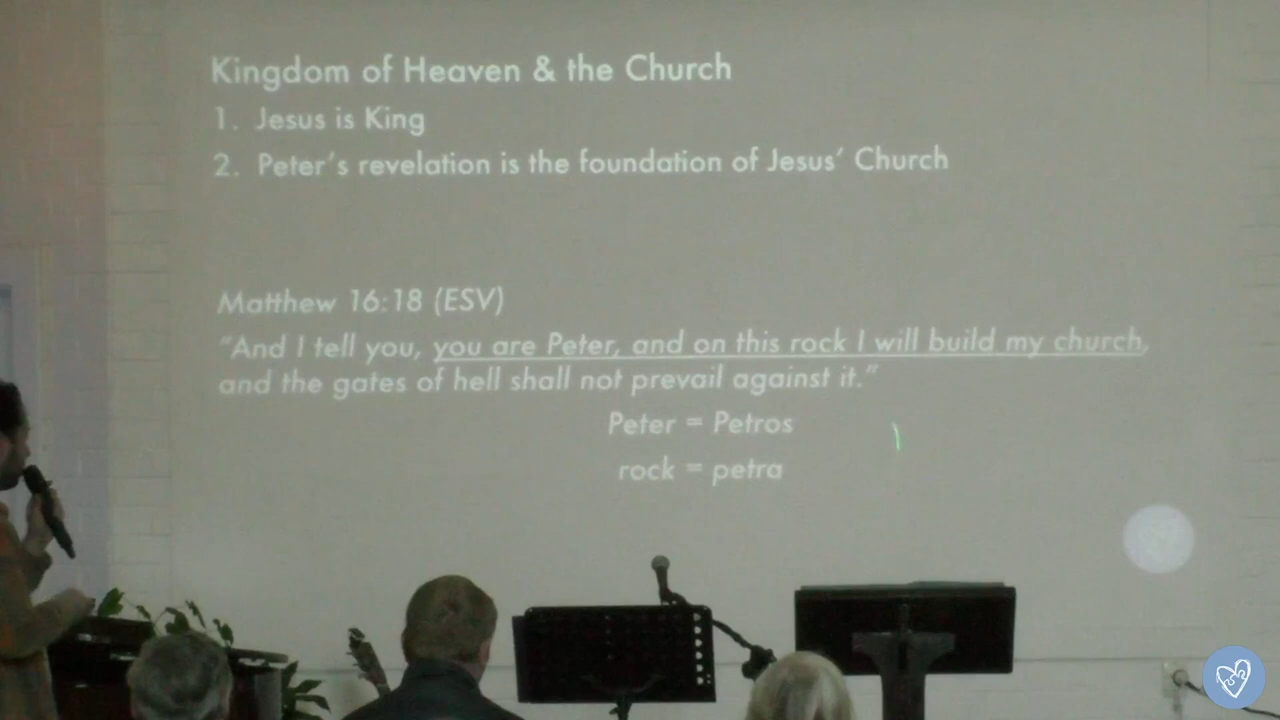 Kingdom of Heaven & the Church
1. Jesus is King
2. Peter's revelation is the foundation of Jesus' Church
Matthew 16:18 (ESV)
"And I tell you, you are Peter, and on this rock I will build my church,
and the gates of hell shall not prevail against it."
Peter = Petros
rock = petra